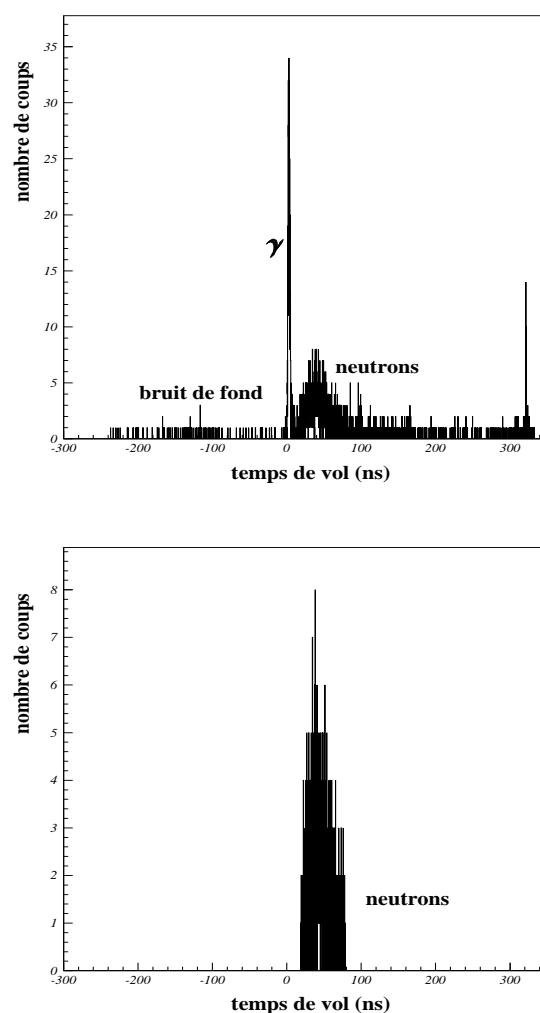 nombre de coups
35
30
25
20
15
10
5
0
γ
neutrons
bruit de fond
-300 -200 -100 0 100 200 300
temps de vol (ns)
nombre de coups
8
7
6
5
4
3
2
1
0
neutrons
-300 -200 -100 0 100 200 300
temps de vol (ns)